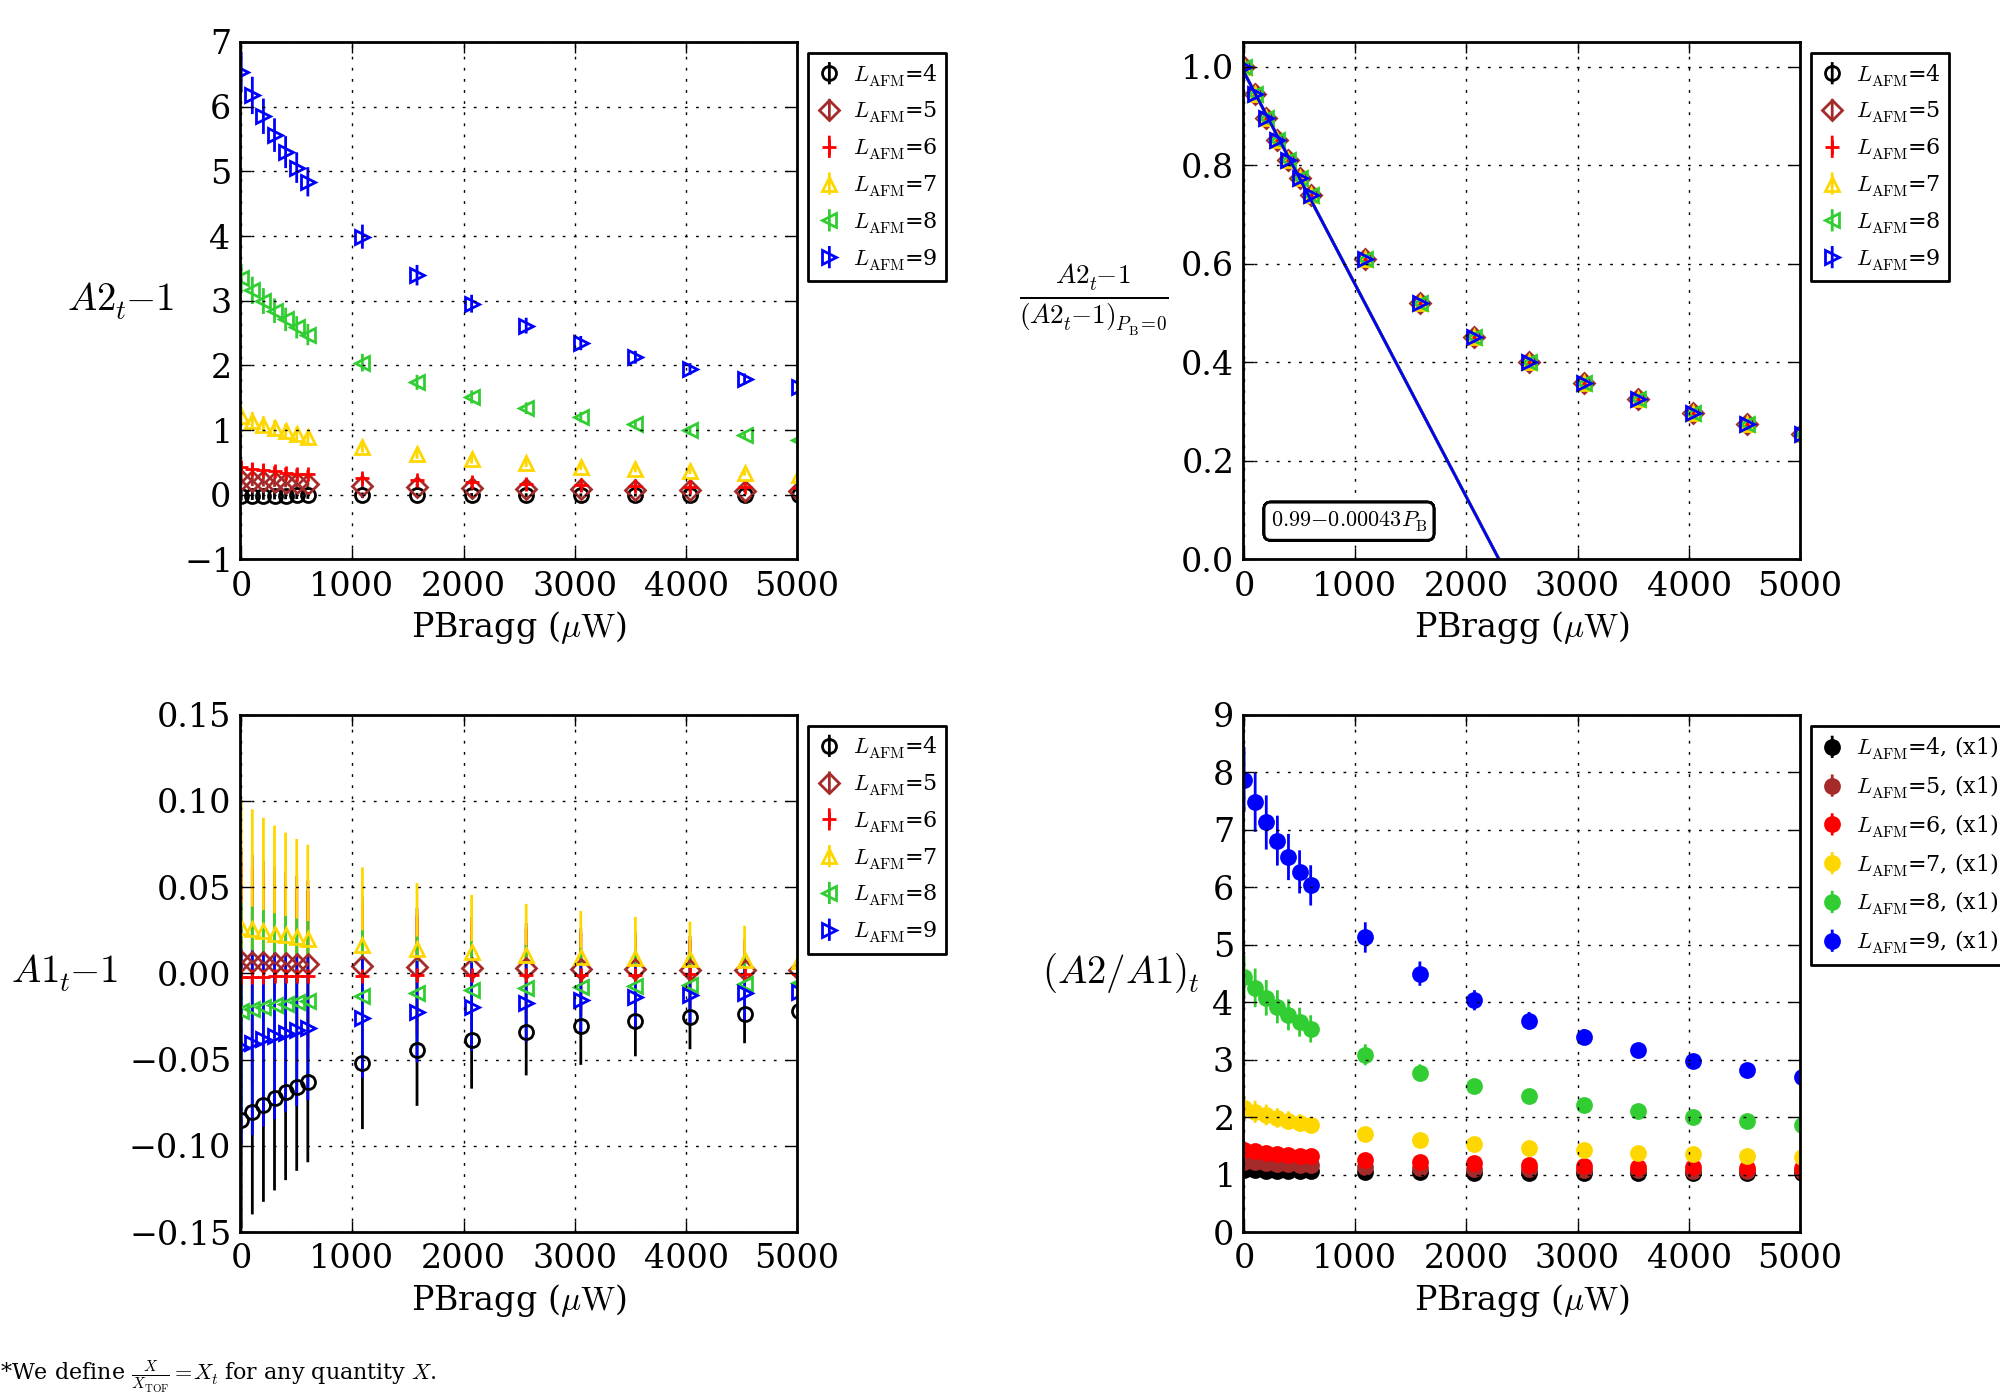 7
6
5
4
3
2
1
0
−1
0 1000 2000 3000 4000 5000
PBragg (μW)
A2ₜ−1
L_AFM=4
L_AFM=5
L_AFM=6
L_AFM=7
L_AFM=8
L_AFM=9
1.0
0.8
0.6
0.4
0.2
0.0
0 1000 2000 3000 4000 5000
PBragg (μW)
A2ₜ−1
(A2ₜ−1)_{P_B=0}
0.99−0.00043P_B
L_AFM=4
L_AFM=5
L_AFM=6
L_AFM=7
L_AFM=8
L_AFM=9
0.15
0.10
0.05
0.00
−0.05
−0.10
−0.15
0 1000 2000 3000 4000 5000
PBragg (μW)
A1ₜ−1
L_AFM=4
L_AFM=5
L_AFM=6
L_AFM=7
L_AFM=8
L_AFM=9
9
8
7
6
5
4
3
2
1
0
0 1000 2000 3000 4000 5000
PBragg (μW)
(A2/A1)ₜ
L_AFM=4, (x1)
L_AFM=5, (x1)
L_AFM=6, (x1)
L_AFM=7, (x1)
L_AFM=8, (x1)
L_AFM=9, (x1)
*We define X/X_TOF=Xₜ for any quantity X.